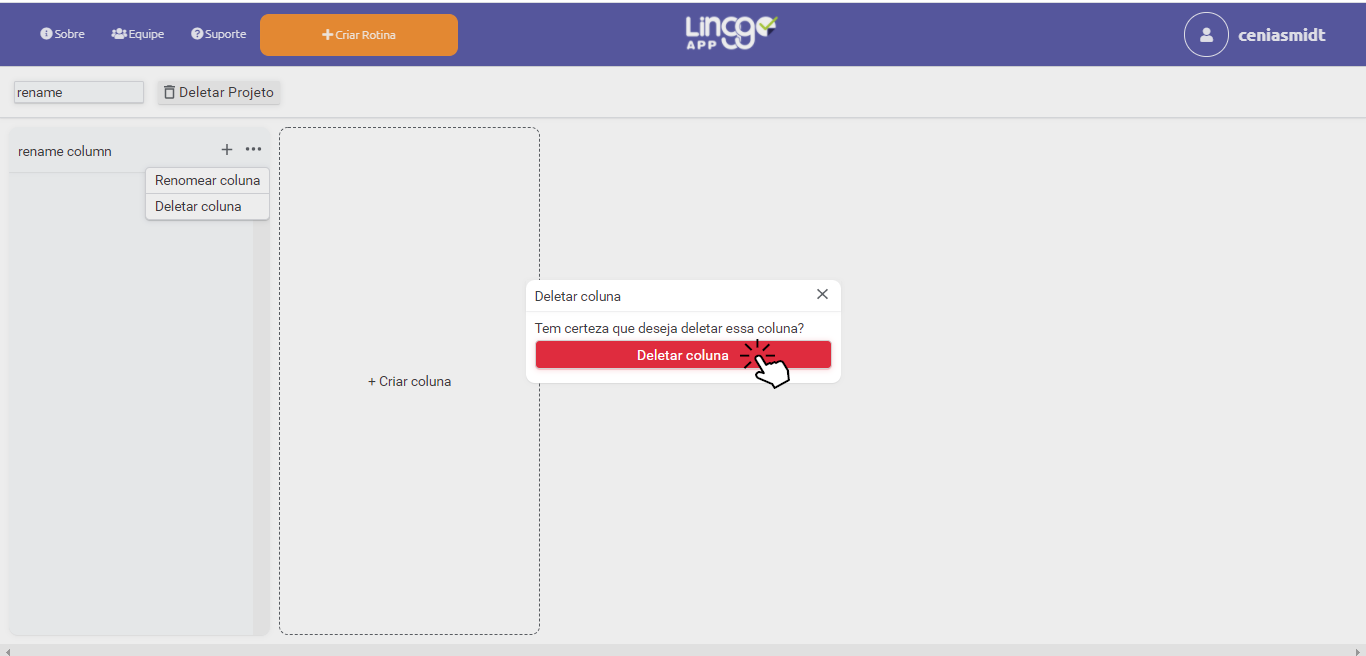 Sobre
Equipe
Suporte
Criar Rotina
Lingg
APP
ceniasmidt
rename
Deletar Projeto
rename column
Renomear coluna
Deletar coluna
+ Criar coluna
Deletar coluna
Tem certeza que deseja deletar essa coluna?
Deletar coluna